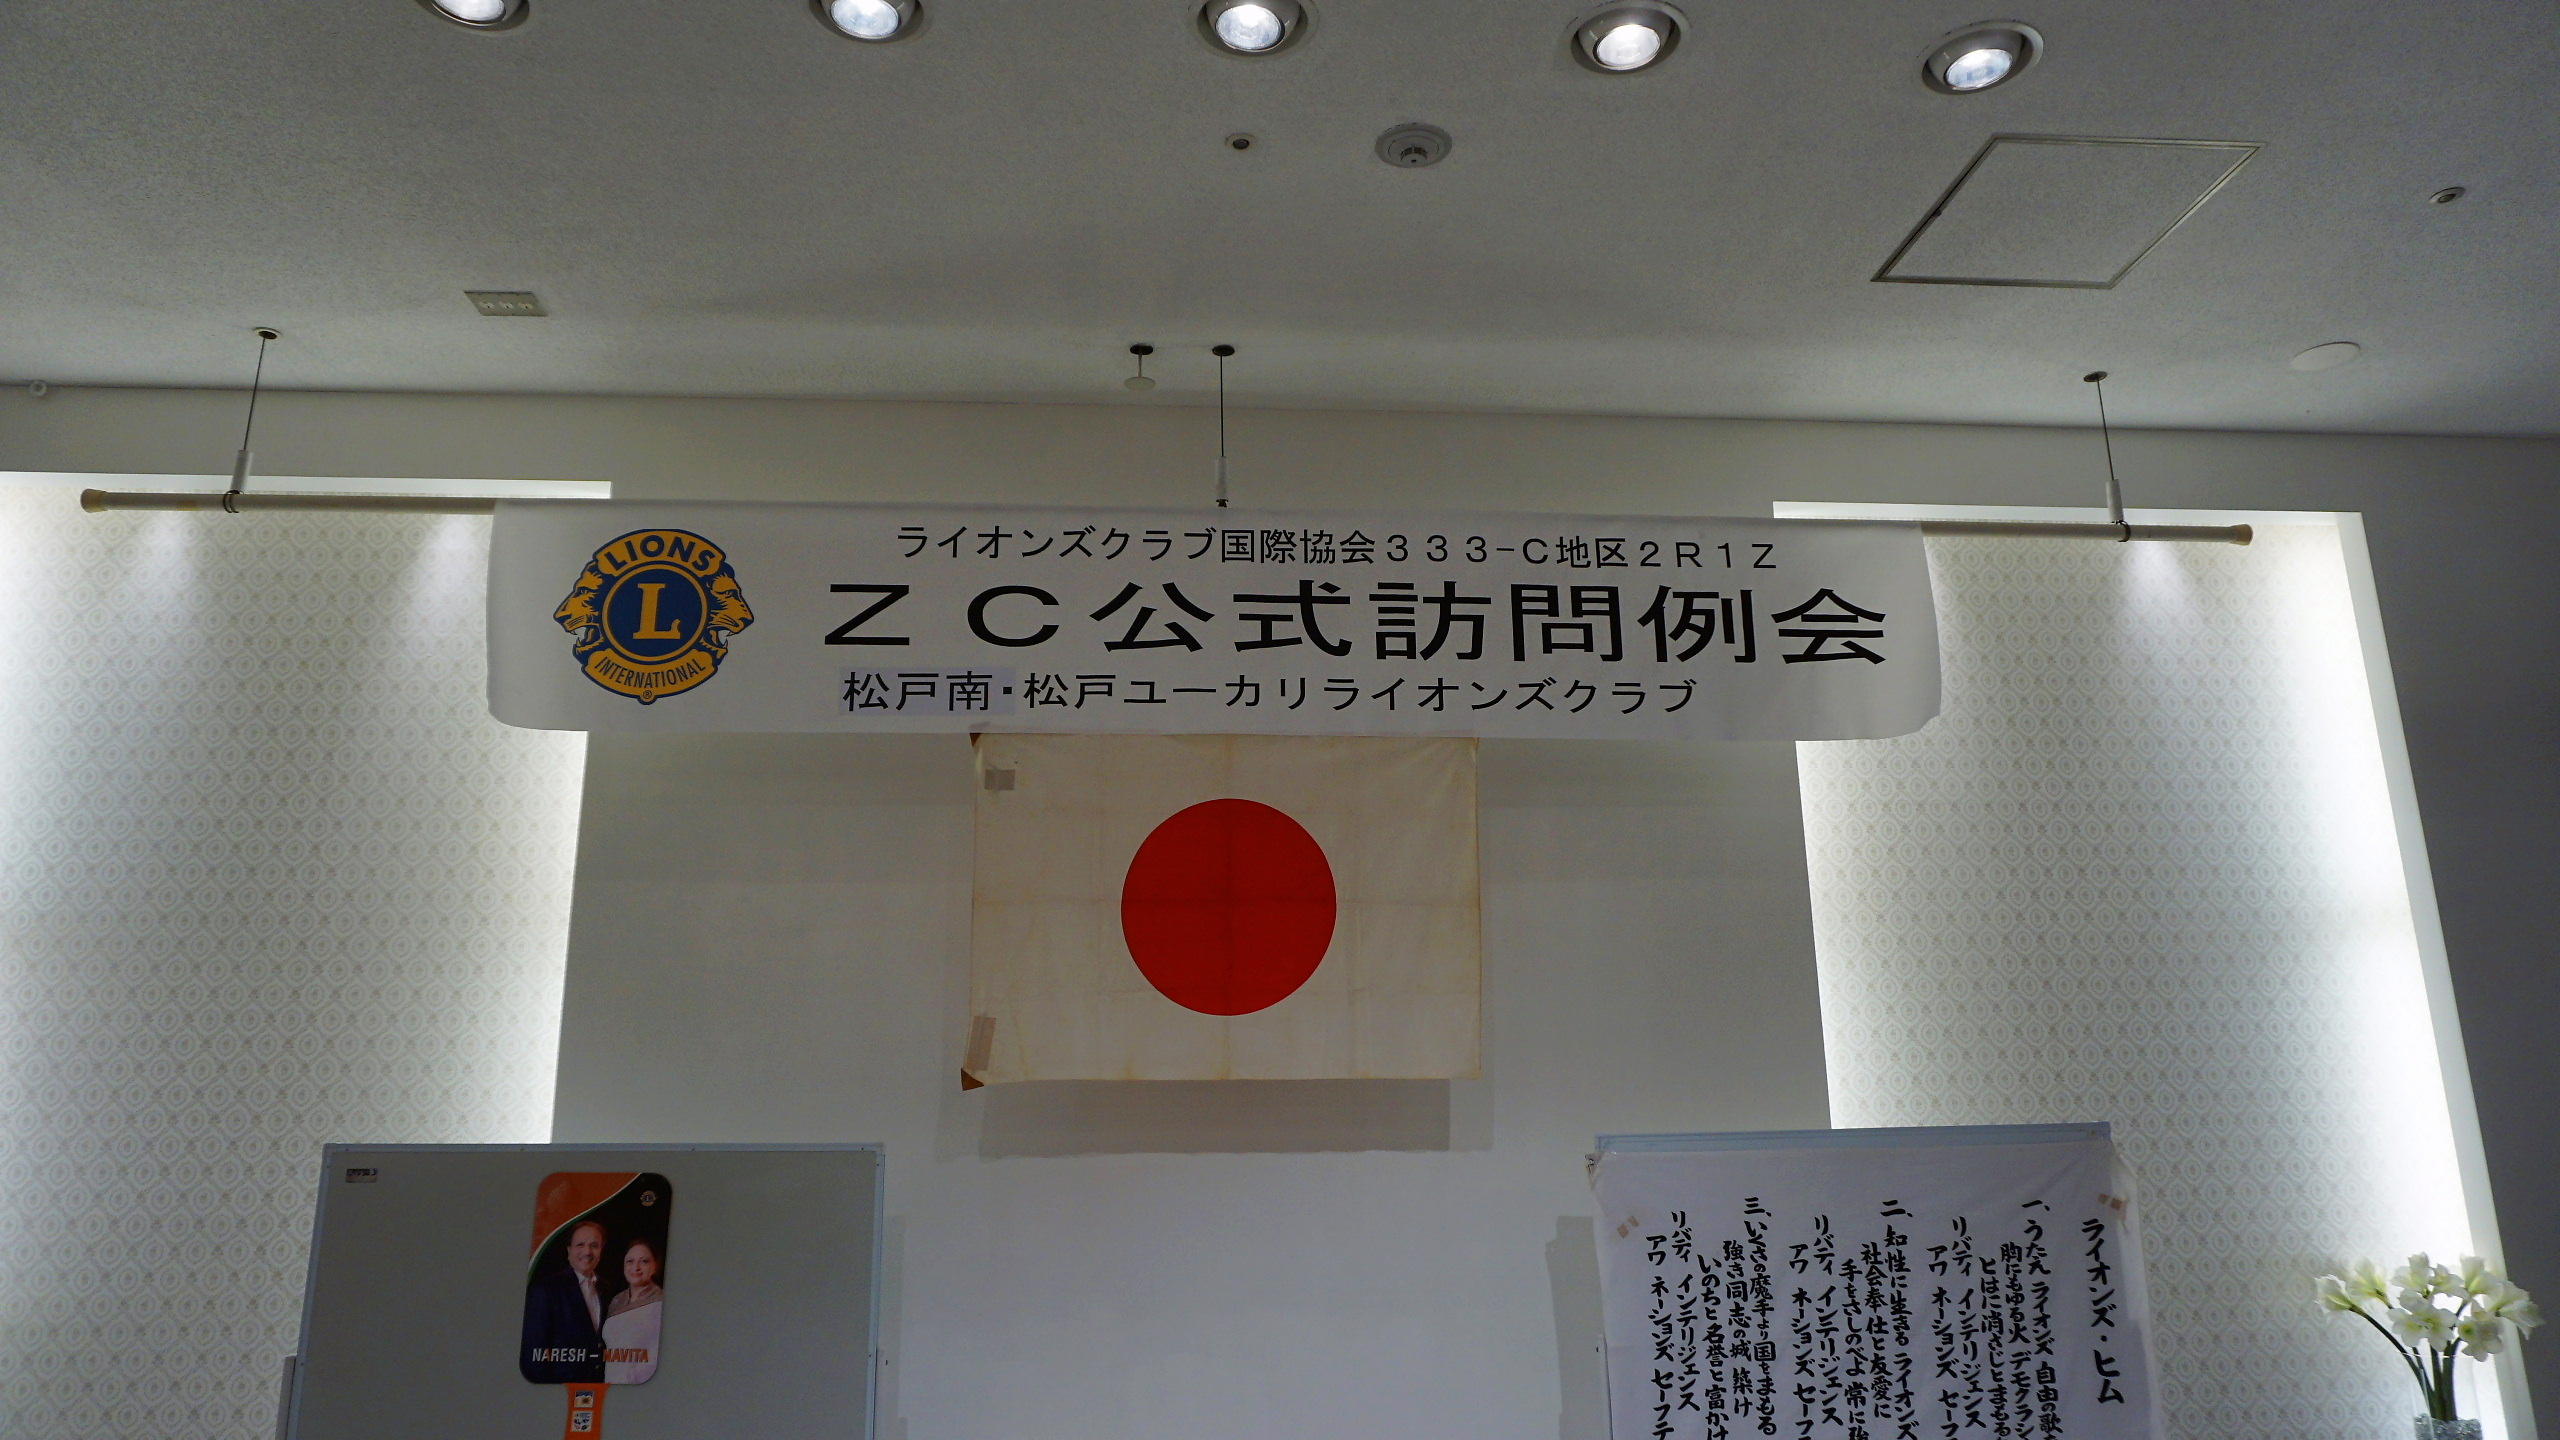 ライオンズクラブ国際協会３３３−Ｃ地区２Ｒ１Ｚ
LIONS
L
INTERNATIONAL
®
ＺＣ公式訪問例会
松戸南・松戸ユーカリライオンズクラブ
NARESH – NAVITA
ライオンズ・ヒム
一、うたえ ライオンズ 自由の歌
胸にもゆる火 デモクラシ
とはに消さじとまもる
リバティ インテリジェンス
アワ ネーションズ セーフ
二、知性に生きる ライオンズ
社会奉仕と友愛に
手をさしのべよ 常に強
リバティ インテリジェンス
アワ ネーションズ セーフテ
三、いくさの魔手より国をまもる
強き同志の城 築け
いのちと名誉と富かけ
リバティ インテリジェンス
アワ ネーションズ セーフテ